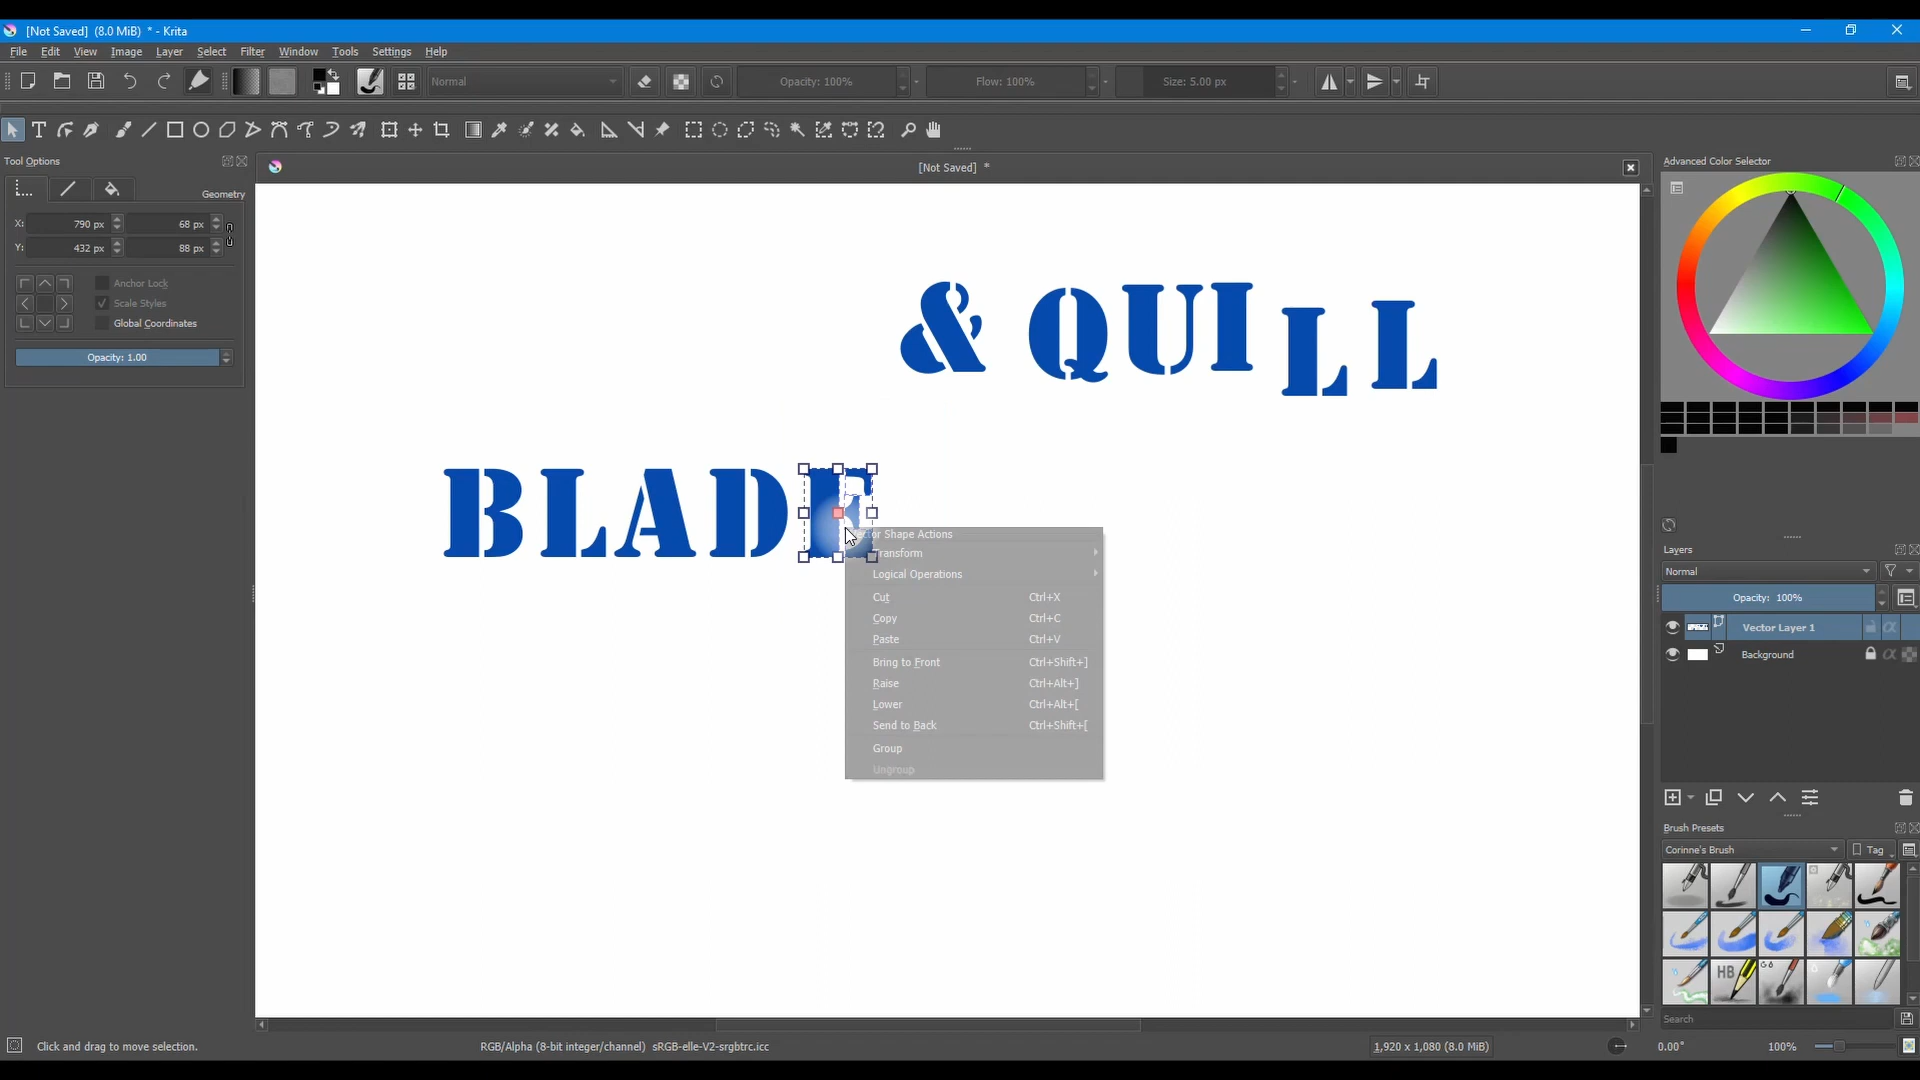 [Not Saved] (8.0 MiB) * - Krita
File Edit View Image Layer Select Filter Window Tools Settings Help
Normal Opacity: 100% Flow: 100% Size: 5.00 px
Tool Options
[Not Saved] *
Advanced Color Selector
Geometry
X: 790 px 68 px
Y: 432 px 88 px
Anchor Lock
Scale Styles
Global Coordinates
Opacity: 1.00
& QUILL
BLADE
Shape Actions
Transform
Logical Operations
Cut Ctrl+X
Copy Ctrl+C
Paste Ctrl+V
Bring to Front Ctrl+Shift+]
Raise Ctrl+Alt+]
Lower Ctrl+Alt+[
Send to Back Ctrl+Shift+[
Group
Ungroup
Layers
Normal
Opacity: 100%
Vector Layer 1
Background
Brush Presets
Corinne's Brush Tag
HB
Search
Click and drag to move selection.
RGB/Alpha (8-bit integer/channel) sRGB-elle-V2-srgbtrc.icc
1,920 x 1,080 (8.0 MiB)
0.00°
100%